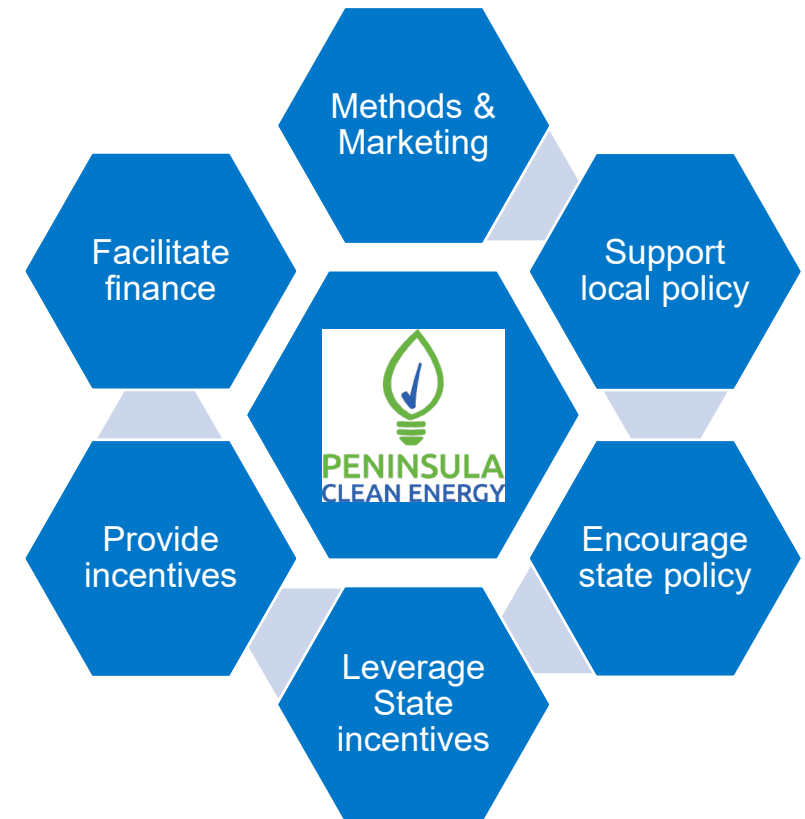 Methods &
Marketing
Support
local policy
Encourage
state policy
Leverage
State
incentives
Provide
incentives
Facilitate
finance
PENINSULA
CLEAN ENERGY